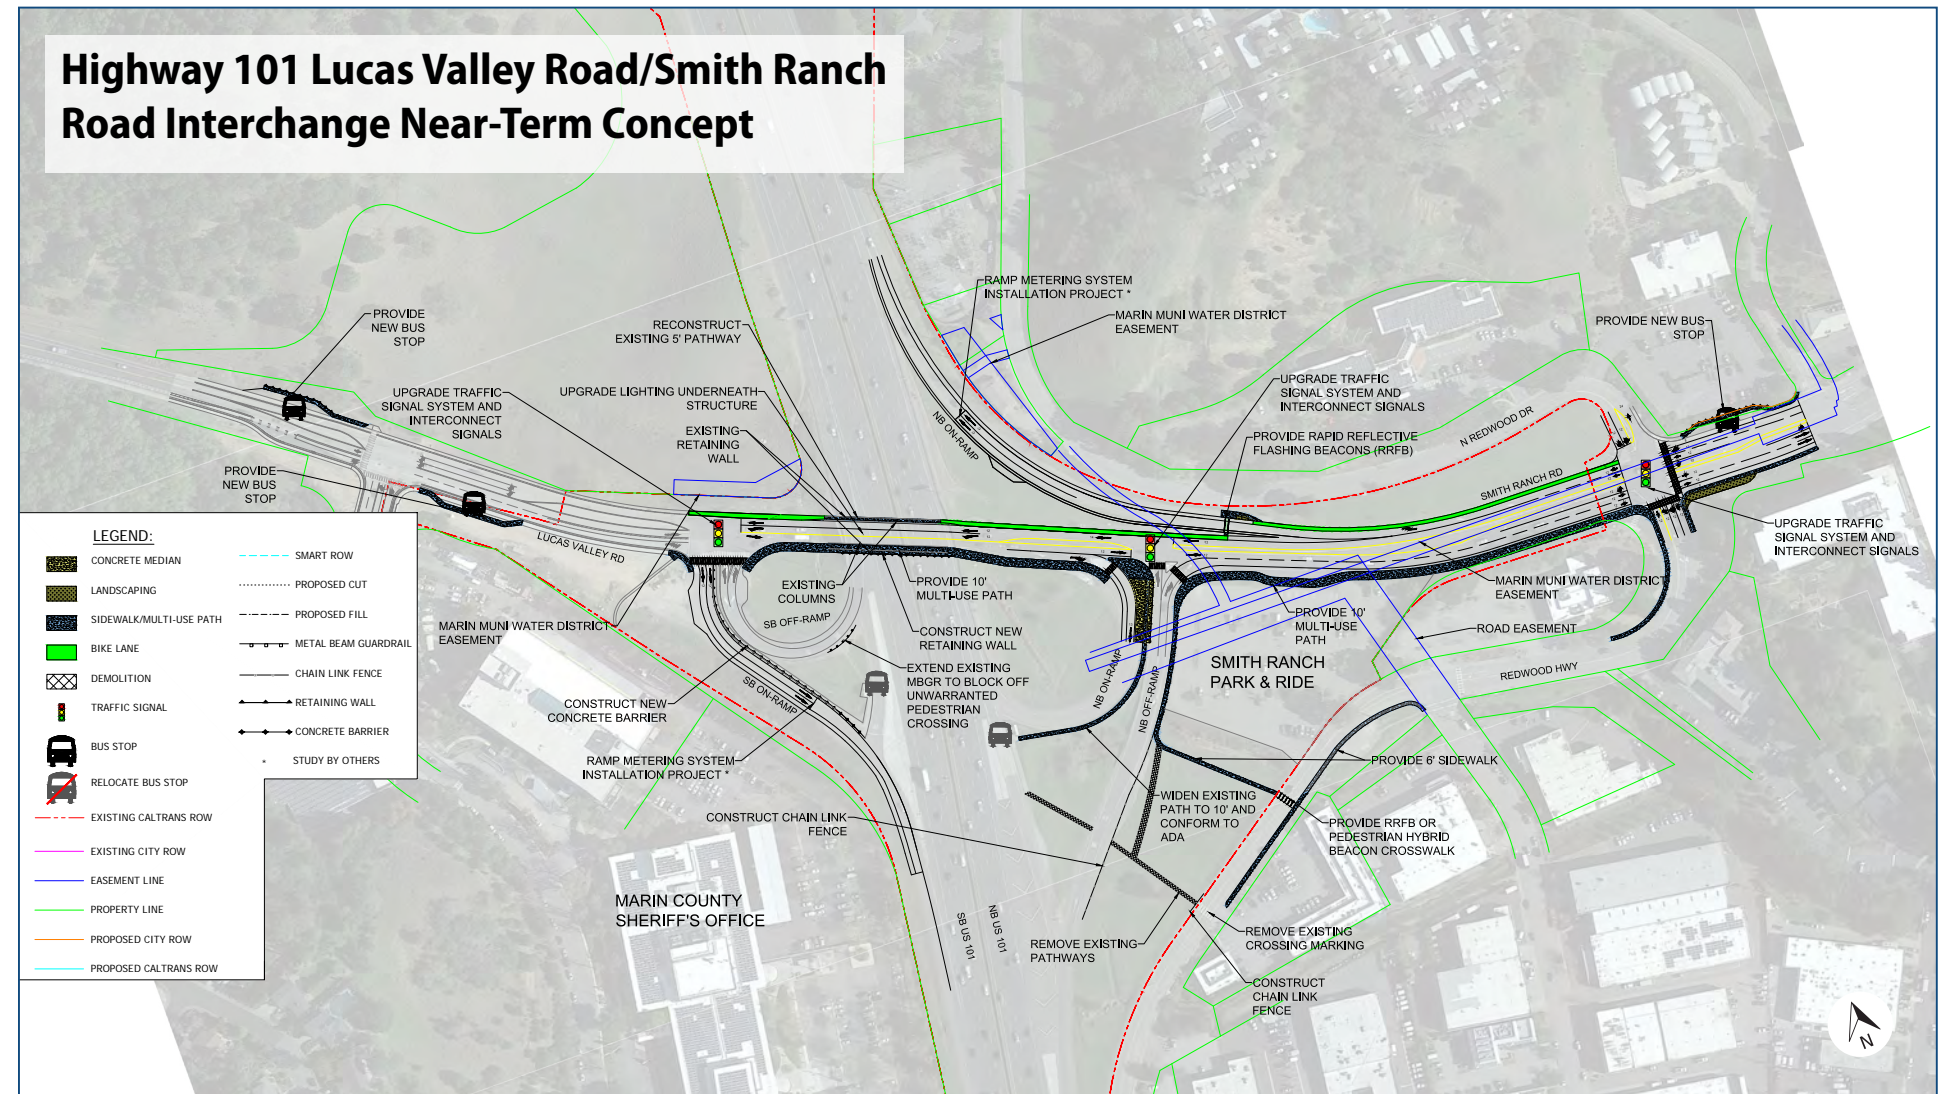 Highway 101 Lucas Valley Road/Smith Ranch
Road Interchange Near-Term Concept
RAMP METERING SYSTEM
INSTALLATION PROJECT *
MARIN MUNI WATER DISTRICT
EASEMENT
PROVIDE
NEW BUS
STOP
RECONSTRUCT
EXISTING 5' PATHWAY
PROVIDE NEW BUS
STOP
UPGRADE TRAFFIC
SIGNAL SYSTEM AND
INTERCONNECT
SIGNALS
UPGRADE LIGHTING UNDERNEATH
STRUCTURE
EXISTING
RETAINING
WALL
UPGRADE TRAFFIC
SIGNAL SYSTEM AND
INTERCONNECT SIGNALS
PROVIDE RAPID REFLECTIVE
FLASHING BEACONS (RRFB)
NB ON-RAMP
N REDWOOD DR
SMITH RANCH RD
PROVIDE
NEW BUS
STOP
LUCAS VALLEY RD
UPGRADE TRAFFIC
SIGNAL SYSTEM AND
INTERCONNECT SIGNALS
EXISTING
COLUMNS
PROVIDE 10'
MULTI-USE PATH
MARIN MUNI WATER DISTRICT
EASEMENT
PROVIDE 10'
MULTI-USE
PATH
ROAD EASEMENT
SB OFF-RAMP
MARIN MUNI WATER DISTRICT
EASEMENT
CONSTRUCT NEW
RETAINING WALL
EXTEND EXISTING
MBGR TO BLOCK OFF
UNWARRANTED
PEDESTRIAN
CROSSING
SMITH RANCH
PARK & RIDE
REDWOOD HWY
SB ON-RAMP
NB ON-RAMP
NB OFF-RAMP
CONSTRUCT NEW
CONCRETE BARRIER
RAMP METERING SYSTEM
INSTALLATION PROJECT *
PROVIDE 6' SIDEWALK
WIDEN EXISTING
PATH TO 10' AND
CONFORM TO
ADA
CONSTRUCT CHAIN LINK
FENCE
PROVIDE RRFB OR
PEDESTRIAN HYBRID
BEACON CROSSWALK
MARIN COUNTY
SHERIFF'S OFFICE
SB US 101
NB US 101
REMOVE EXISTING
PATHWAYS
REMOVE EXISTING
CROSSING MARKING
CONSTRUCT
CHAIN LINK
FENCE
N
LEGEND:
CONCRETE MEDIAN
LANDSCAPING
SIDEWALK/MULTI-USE PATH
BIKE LANE
DEMOLITION
TRAFFIC SIGNAL
BUS STOP
RELOCATE BUS STOP
EXISTING CALTRANS ROW
EXISTING CITY ROW
EASEMENT LINE
PROPERTY LINE
PROPOSED CITY ROW
PROPOSED CALTRANS ROW
SMART ROW
PROPOSED CUT
PROPOSED FILL
METAL BEAM GUARDRAIL
CHAIN LINK FENCE
RETAINING WALL
CONCRETE BARRIER
* STUDY BY OTHERS